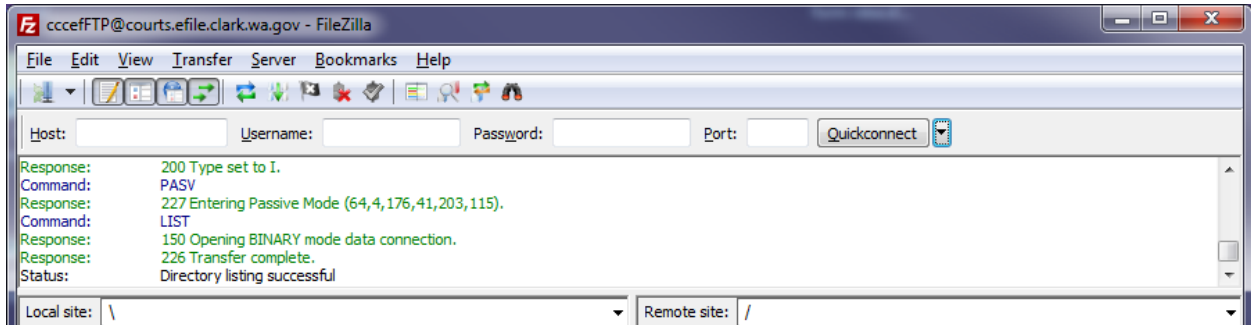 cccefFTP@courts.efile.clark.wa.gov - FileZilla
File Edit View Transfer Server Bookmarks Help
Host: Username: Password: Port: Quickconnect
Response: 200 Type set to I.
Command: PASV
Response: 227 Entering Passive Mode (64,4,176,41,203,115).
Command: LIST
Response: 150 Opening BINARY mode data connection.
Response: 226 Transfer complete.
Status: Directory listing successful
Local site: \ Remote site: /